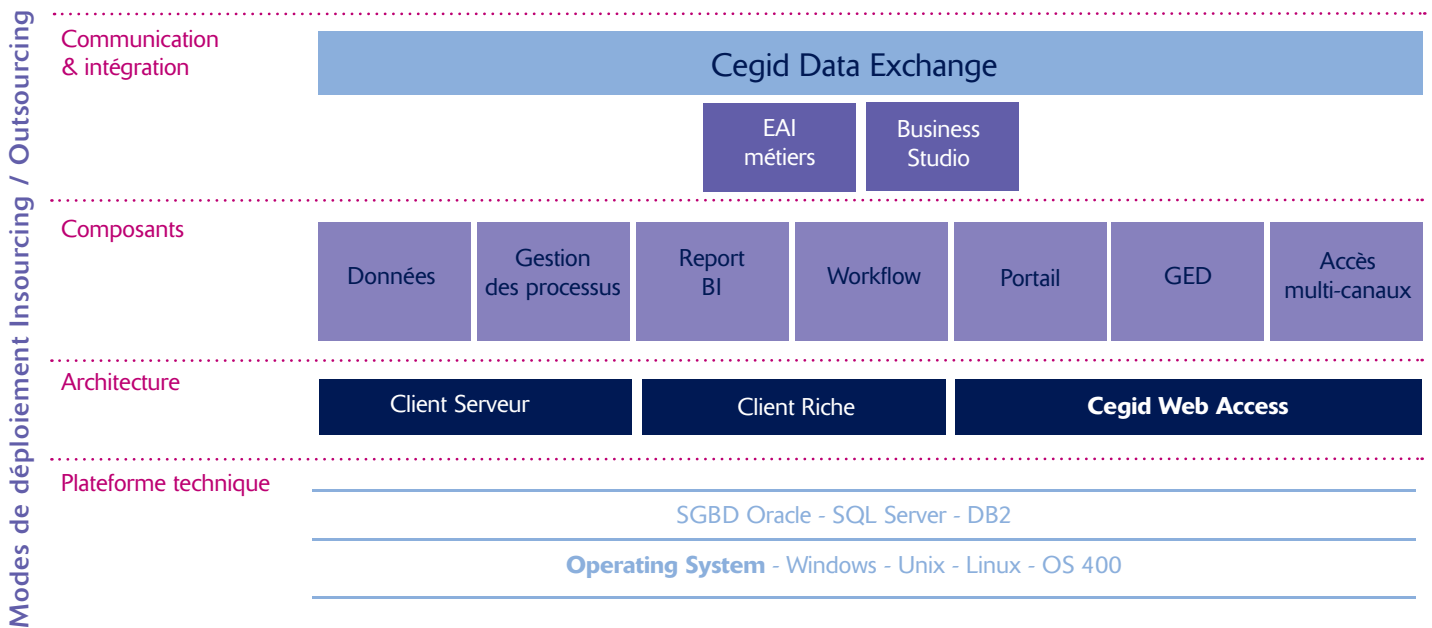 Modes de déploiement Insourcing / Outsourcing
Communication
& intégration
Cegid Data Exchange
EAI
métiers
Business
Studio
Composants
Données
Gestion
des processus
Report
BI
Workflow
Portail
GED
Accès
multi-canaux
Architecture
Client Serveur
Client Riche
Cegid Web Access
Plateforme technique
SGBD Oracle - SQL Server - DB2
Operating System - Windows - Unix - Linux - OS 400